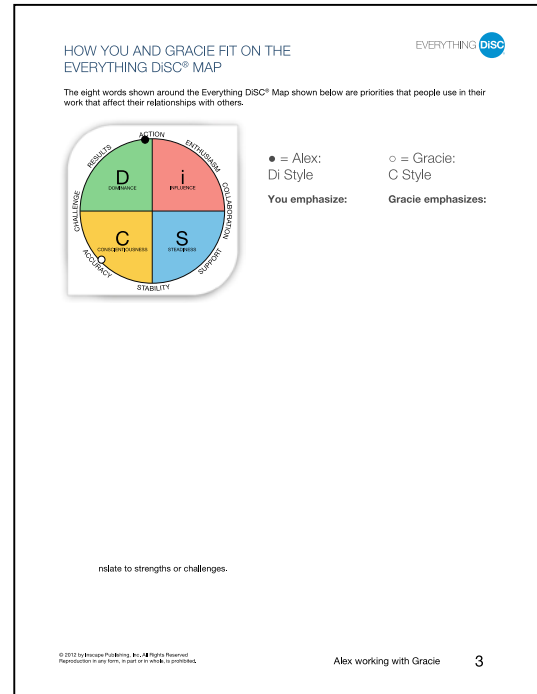 HOW YOU AND GRACIE FIT ON THE
EVERYTHING DiSC® MAP
EVERYTHING DiSC
The eight words shown around the Everything DiSC® Map shown below are priorities that people use in their
work that affect their relationships with others.
ACTION
ENTHUSIASM
COLLABORATION
SUPPORT
STABILITY
ACCURACY
CHALLENGE
RESULTS
D
DOMINANCE
i
INFLUENCE
C
CONSCIENTIOUSNESS
S
STEADINESS
● = Alex:
Di Style
You emphasize:
○ = Gracie:
C Style
Gracie emphasizes:
nslate to strengths or challenges.
© 2012 by Inscape Publishing, Inc. All Rights Reserved
Reproduction in any form, in part or in whole, is prohibited.
Alex working with Gracie 3